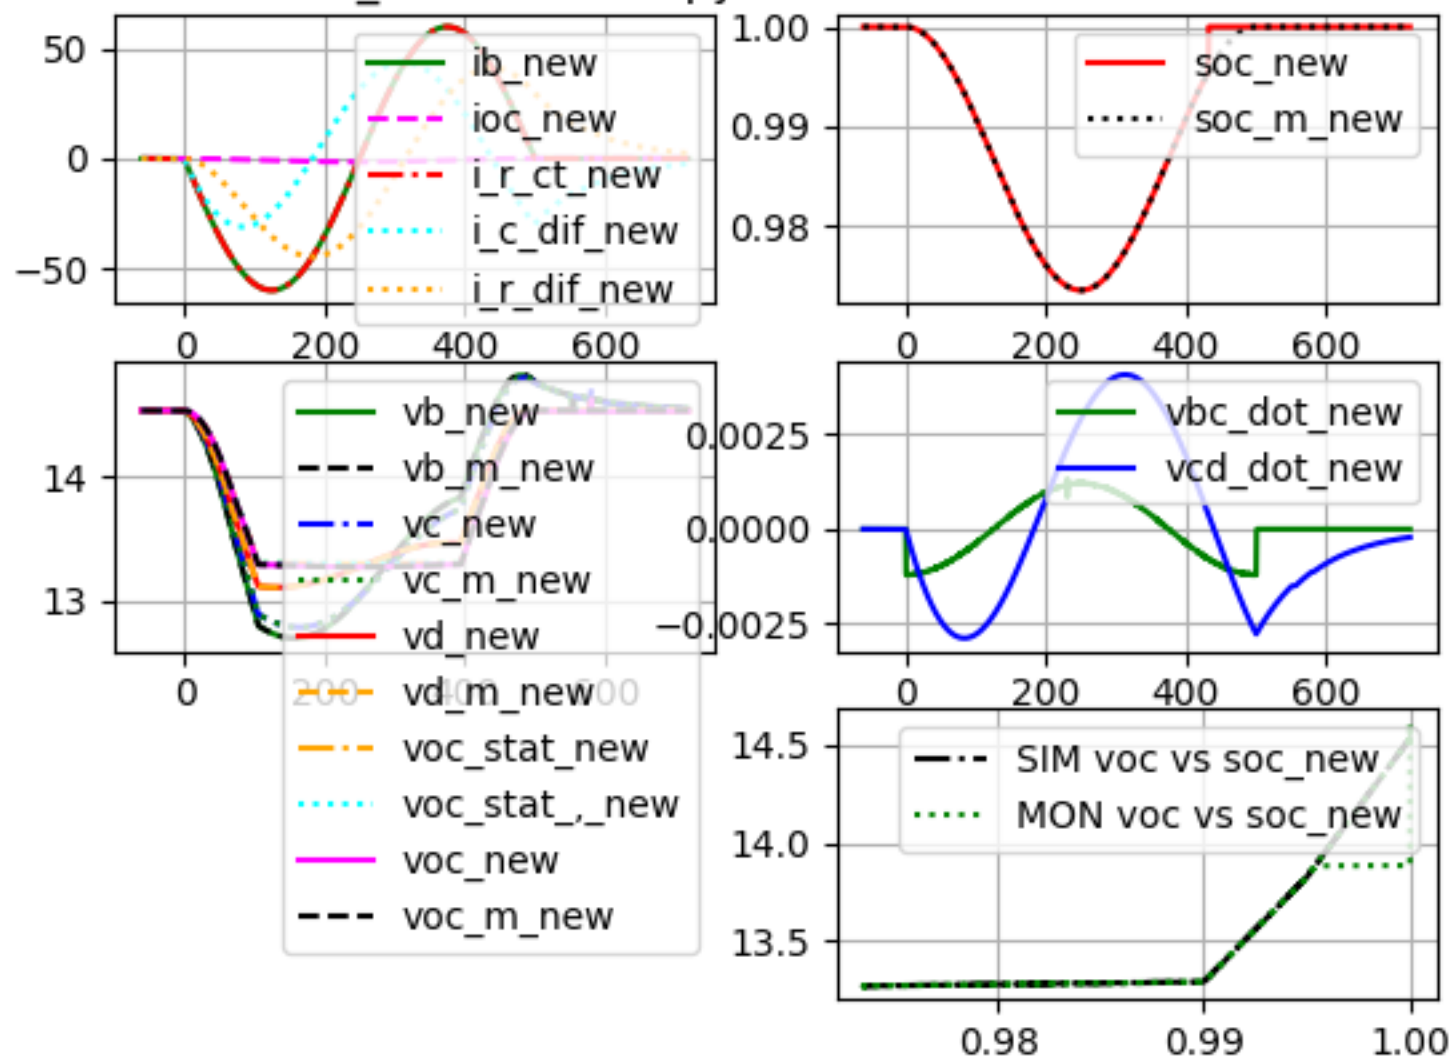 50
0
−50
0
200
400
600
ib_new
ioc_new
i_r_ct_new
i_c_dif_new
i_r_dif_new
1.00
0.99
0.98
0
200
400
600
soc_new
soc_m_new
14
13
0
200
400
600
vb_new
vb_m_new
vc_new
vc_m_new
vd_new
vd_m_new
voc_stat_new
voc_stat_,_new
voc_new
voc_m_new
0.0025
0.0000
−0.0025
0
200
400
600
vbc_dot_new
vcd_dot_new
14.5
14.0
13.5
0.98
0.99
1.00
SIM voc vs soc_new
MON voc vs soc_new